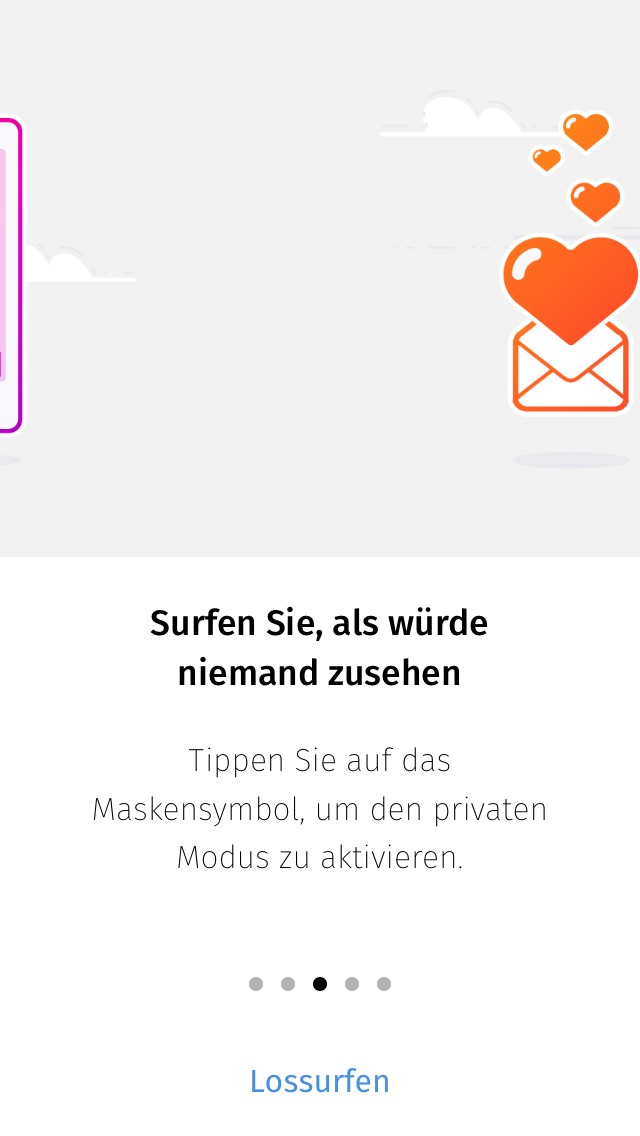 Surfen Sie, als würde
niemand zusehen
Tippen Sie auf das
Maskensymbol, um den privaten
Modus zu aktivieren.
Lossurfen